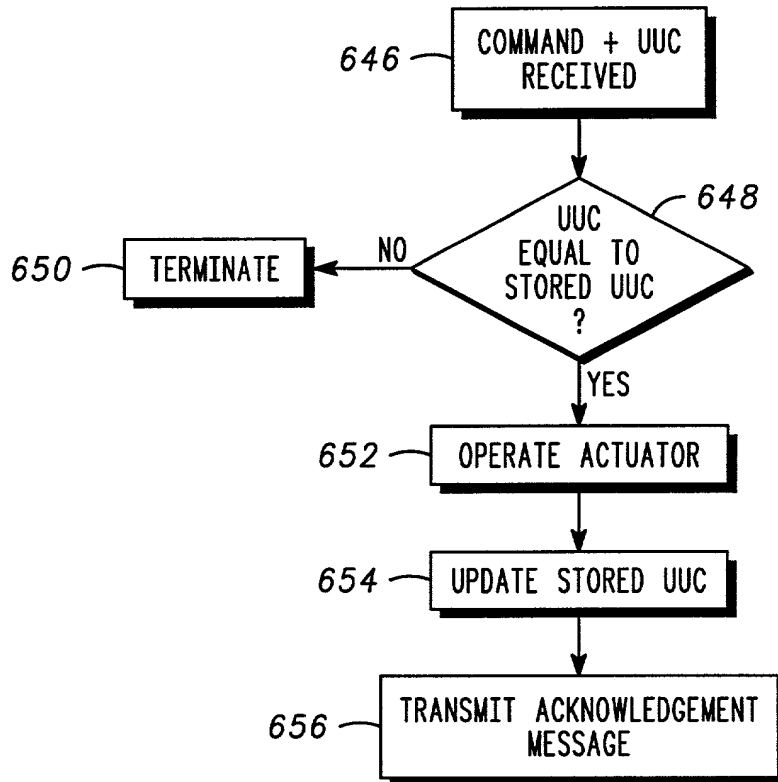 646
COMMAND + UUC
RECEIVED
648
UUC
EQUAL TO
STORED UUC
?
NO
650
TERMINATE
YES
652
OPERATE ACTUATOR
654
UPDATE STORED UUC
656
TRANSMIT ACKNOWLEDGEMENT
MESSAGE